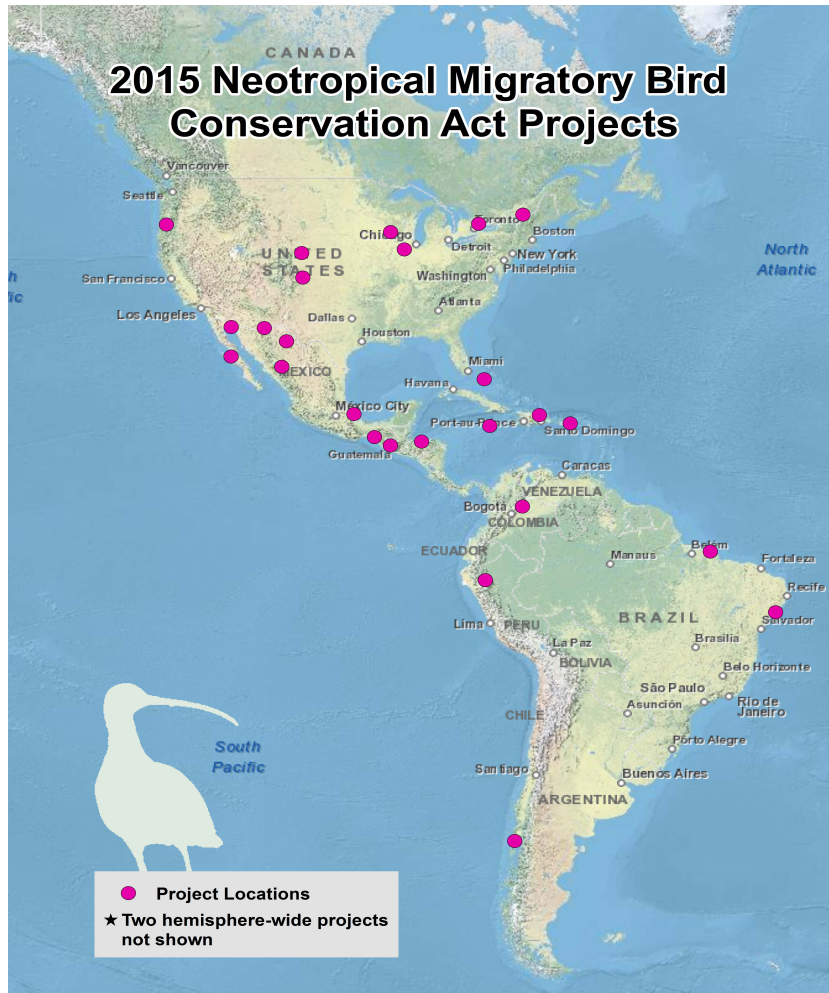 CANADA
2015 Neotropical Migratory Bird
Conservation Act Projects
Vancouver
Seattle
Toronto
Boston
Chicago
Detroit
New York
Philadelphia
Washington
UNITED
STATES
North
Atlantic
h
fic
San Francisco
Los Angeles
Atlanta
Dallas
Houston
Miami
MEXICO
Havana
México City
Port-au-Prince
Santo Domingo
Guatemala
Caracas
VENEZUELA
Bogotá
COLOMBIA
ECUADOR
Manaus
Belém
Fortaleza
Recife
BRAZIL
Salvador
Lima
PERU
Brasilia
La Paz
BOLIVIA
Belo Horizonte
São Paulo
Rio de
Janeiro
Asunción
CHILE
Porto Alegre
South
Pacific
Santiago
Buenos Aires
ARGENTINA
Project Locations
★ Two hemisphere-wide projects
not shown